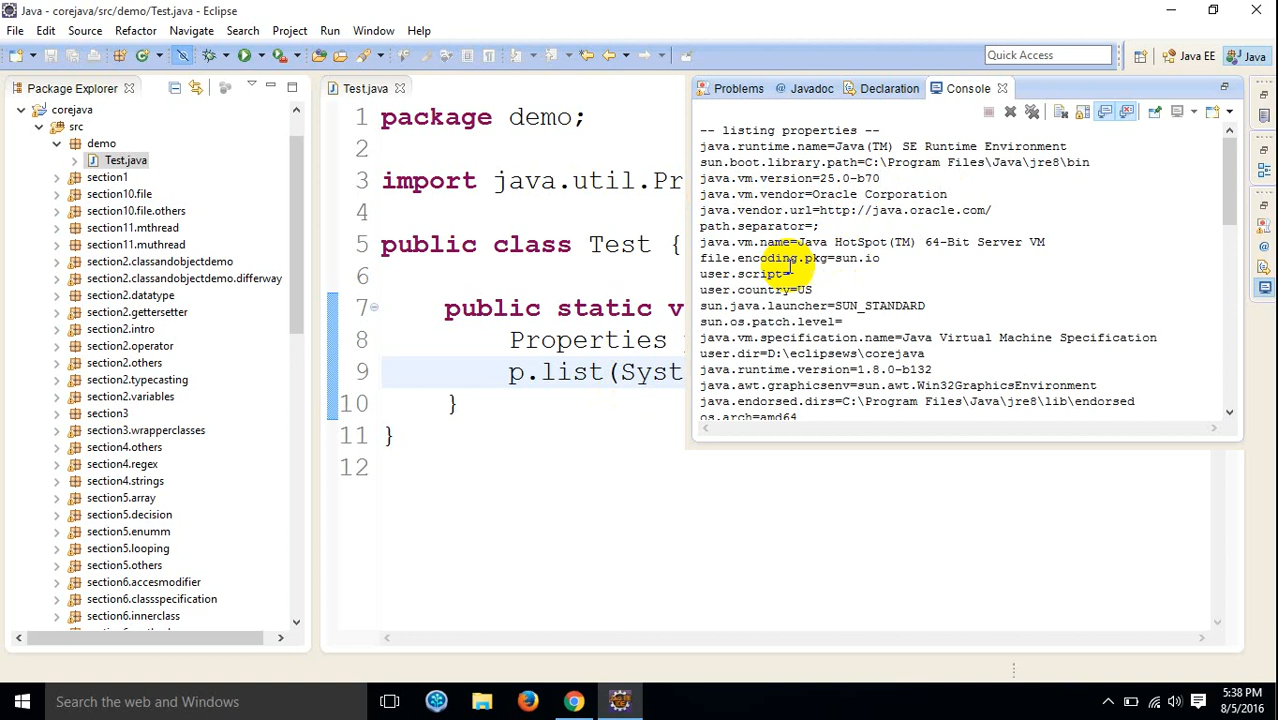 Java - corejava/src/demo/Test.java - Eclipse
File Edit Source Refactor Navigate Search Project Run Window Help
Quick Access
Java EE
Java
Package Explorer
corejava
src
demo
Test.java
section1
section10.file
section10.file.others
section11.mthread
section11.muthread
section2.classandobjectdemo
section2.classandobjectdemo.differway
section2.datatype
section2.gettersetter
section2.intro
section2.operator
section2.others
section2.typecasting
section2.variables
section3
section3.wrapperclasses
section4.others
section4.regex
section4.strings
section5.array
section5.decision
section5.enumm
section5.looping
section5.others
section6.accesmodifier
section6.classspecification
section6.innerclass
Test.java
1 package demo;
2
3 import java.util.Pr
4
5 public class Test {
6
7 public static v
8 Properties
9 p.list(Syst
10 }
11 }
12
Problems @ Javadoc Declaration Console
-- listing properties --
java.runtime.name=Java(TM) SE Runtime Environment
sun.boot.library.path=C:\Program Files\Java\jre8\bin
java.vm.version=25.0-b70
java.vm.vendor=Oracle Corporation
java.vendor.url=http://java.oracle.com/
path.separator=;
java.vm.name=Java HotSpot(TM) 64-Bit Server VM
file.encoding.pkg=sun.io
user.script=
user.country=US
sun.java.launcher=SUN_STANDARD
sun.os.patch.level=
java.vm.specification.name=Java Virtual Machine Specification
user.dir=D:\eclipsews\corejava
java.runtime.version=1.8.0-b132
java.awt.graphicsenv=sun.awt.Win32GraphicsEnvironment
java.endorsed.dirs=C:\Program Files\Java\jre8\lib\endorsed
os.arch=amd64
Search the web and Windows
5:38 PM
8/5/2016